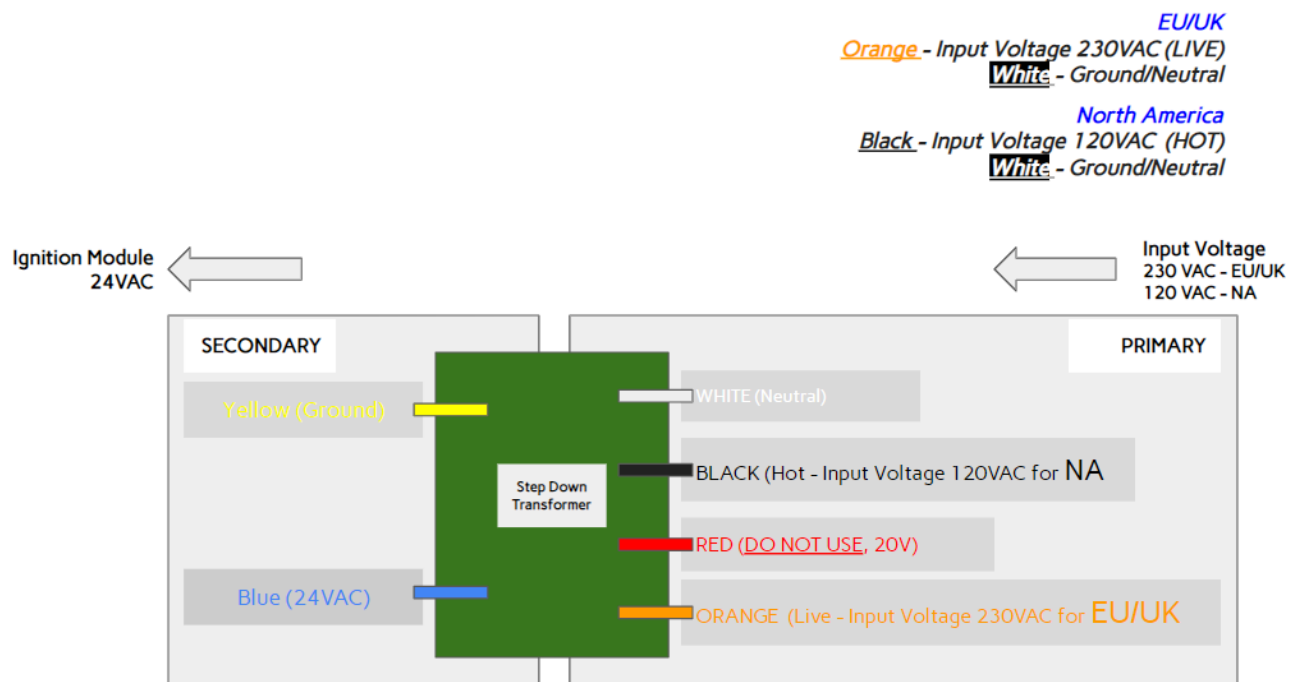 EU/UK
Orange - Input Voltage 230VAC (LIVE)
White - Ground/Neutral
North America
Black - Input Voltage 120VAC (HOT)
White - Ground/Neutral
Ignition Module
24VAC
Input Voltage
230 VAC - EU/UK
120 VAC - NA
SECONDARY
PRIMARY
Yellow (Ground)
WHITE (Neutral)
BLACK (Hot - Input Voltage 120VAC for NA
Step Down
Transformer
RED (DO NOT USE, 20V)
Blue (24VAC)
ORANGE (Live - Input Voltage 230VAC for EU/UK